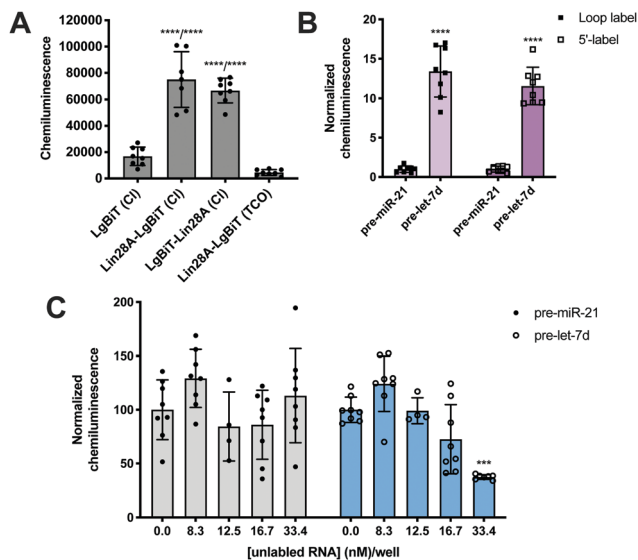 A
Chemiluminescence
120000
100000
80000
60000
40000
20000
0
****/****
****/****
LgBiT (Cl)
Lin28A-LgBiT (Cl)
LgBiT-Lin28A (Cl)
Lin28A-LgBiT (TCO)
B
Normalized
chemiluminescence
20
15
10
5
0
****
****
pre-miR-21
pre-let-7d
pre-miR-21
pre-let-7d
Loop label
5'-label
C
Normalized
chemiluminescence
200
150
100
50
0
***
0.0 8.3 12.5 16.7 33.4 0.0 8.3 12.5 16.7 33.4
[unlabled RNA] (nM)/well
pre-miR-21
pre-let-7d